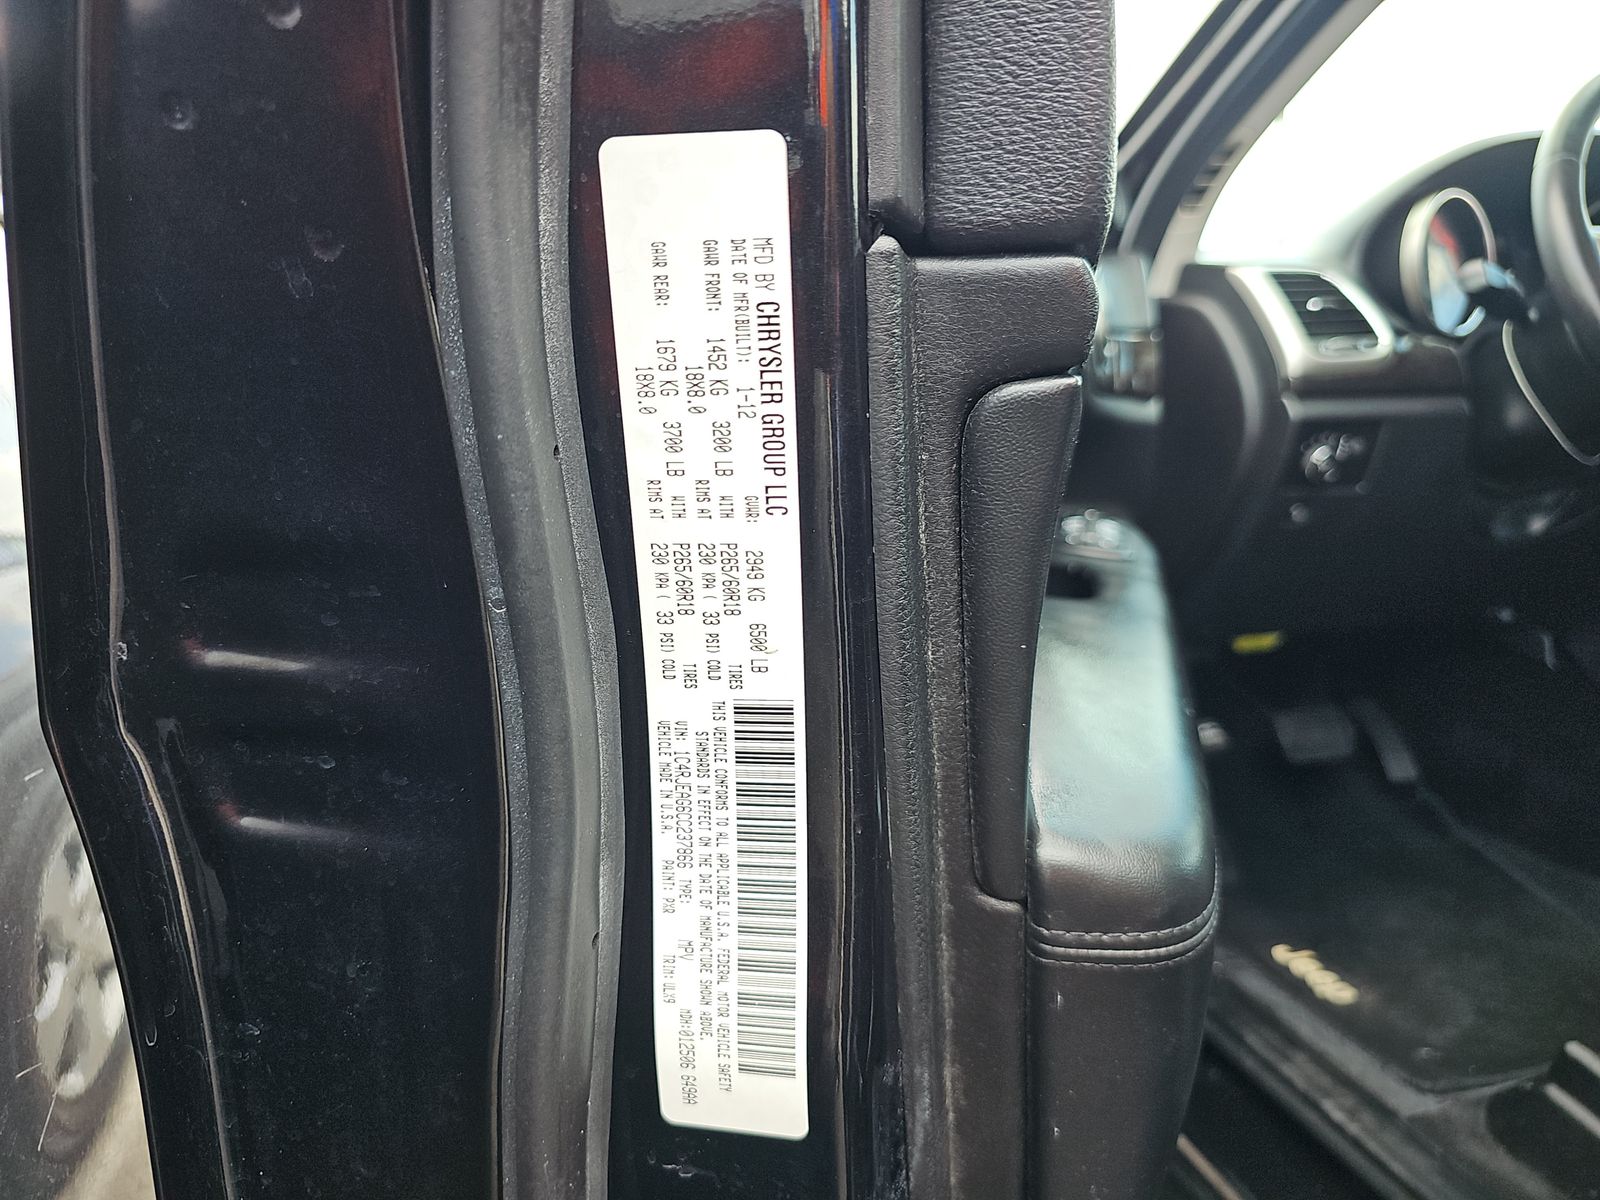 MFD BY CHRYSLER GROUP LLC
DATE OF MFR(BUILT): 1-12 GVWR: 2949 KG 6500 LB
GAWR FRONT: 1452 KG 3200 LB WITH P265/60R18 TIRES
18X8.0 RIMS AT 230 KPA ( 33 PSI) COLD
GAWR REAR: 1679 KG 3700 LB WITH P265/60R18 TIRES
18X8.0 RIMS AT 230 KPA ( 33 PSI) COLD
THIS VEHICLE CONFORMS TO ALL APPLICABLE U.S.A. FEDERAL MOTOR VEHICLE SAFETY
STANDARDS IN EFFECT ON THE DATE OF MANUFACTURE SHOWN ABOVE.
VIN: 1C4RJEAG6CC237866 TYPE: MPV MDH:012506 649AA
VEHICLE MADE IN U.S.A. PAINT: PXR TRIM: ULX9
Jeep